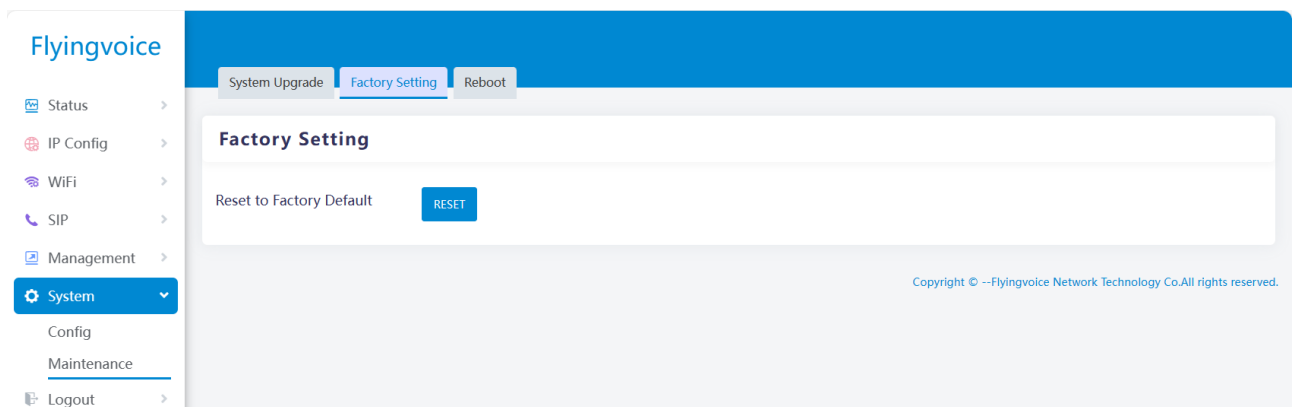 Flyingvoice
System Upgrade Factory Setting Reboot
Status
IP Config
WiFi
SIP
Management
System
Config
Maintenance
Logout
Factory Setting
Reset to Factory Default RESET
Copyright © --Flyingvoice Network Technology Co.All rights reserved.